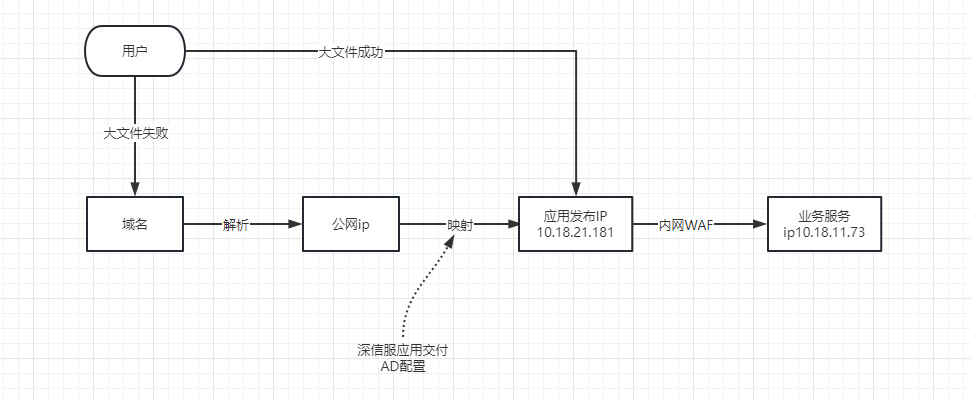 用户
大文件成功
大文件失败
域名
解析
公网ip
映射
应用发布IP
10.18.21.181
内网WAF
业务服务
ip10.18.11.73
深信服应用交付
AD配置